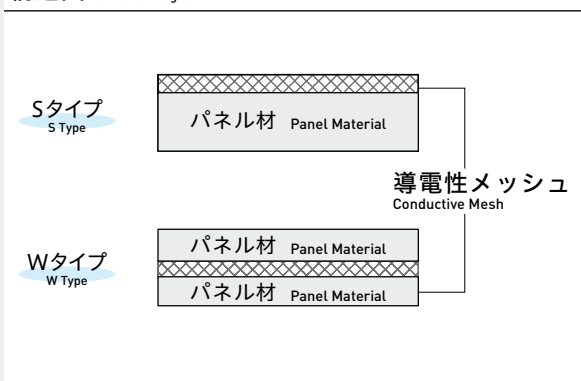 Sタイプ
S Type
パネル材 Panel Material
導電性メッシュ
Conductive Mesh
Wタイプ
W Type
パネル材 Panel Material
パネル材 Panel Material